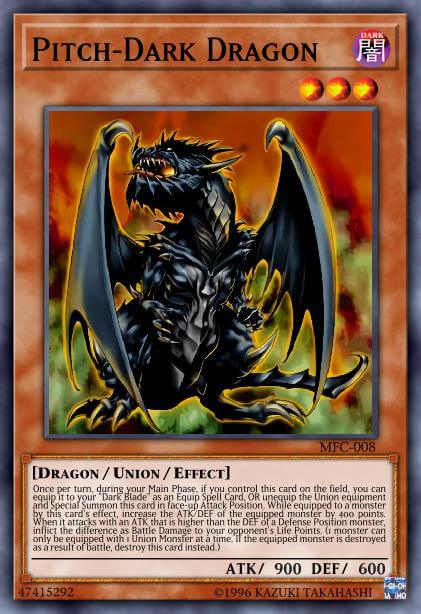 PITCH-DARK DRAGON
DARK
闇
MFC-008
[DRAGON / UNION / EFFECT]
Once per turn, during your Main Phase, if you control this card on the field, you can
equip it to your "Dark Blade" as an Equip Spell Card, OR unequip the Union equipment
and Special Summon this card in face-up Attack Position. While equipped to a monster
by this card's effect, increase the ATK/DEF of the equipped monster by 400 points.
When it attacks with an ATK that is higher than the DEF of a Defense Position monster,
inflict the difference as Battle Damage to your opponent's Life Points. (1 monster can
only be equipped with 1 Union Monster at a time. If the equipped monster is destroyed
as a result of battle, destroy this card instead.)
ATK/ 900 DEF/ 600
47415292
©1996 KAZUKI TAKAHASHI